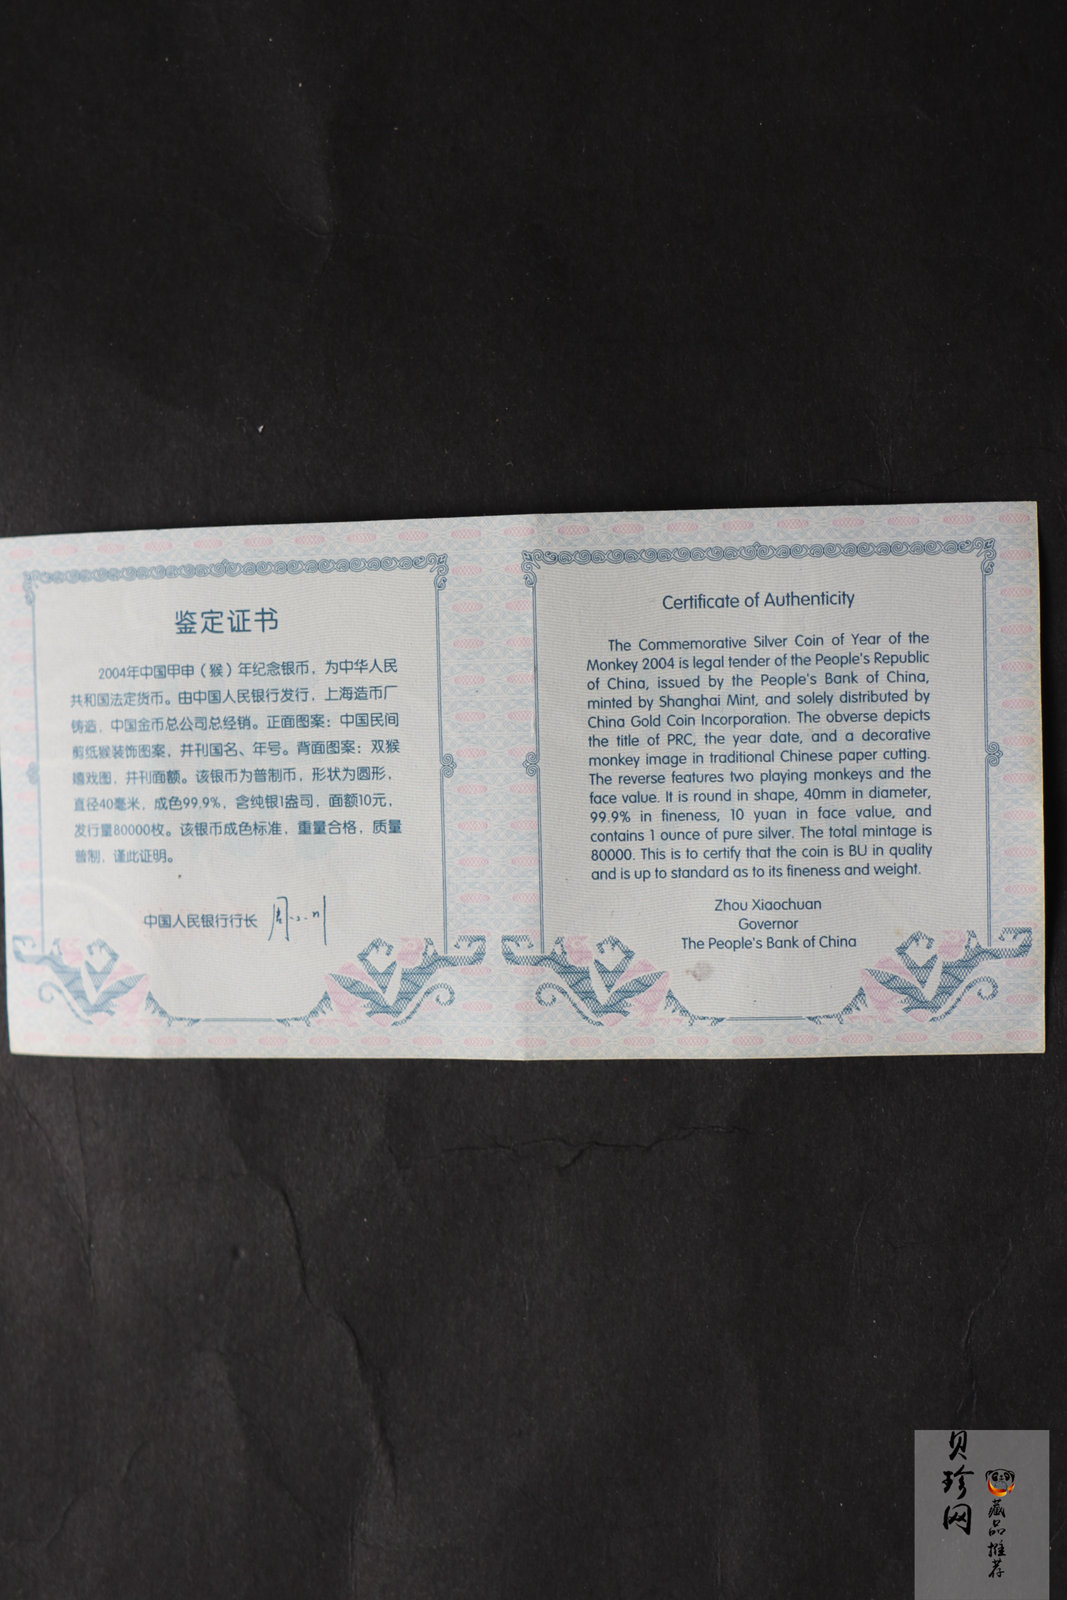 鉴定证书
2004年中国甲申（猴）年纪念银币，为中华人民
共和国法定货币。由中国人民银行发行，上海造币厂
铸造，中国金币总公司总经销。正面图案：中国民间
剪纸猴装饰图案，并刊国名、年号。背面图案：双猴
嬉戏图，并刊面额。该银币为普制币，形状为圆形，
直径40毫米，成色99.9%，含纯银1盎司，面额10元，
发行量80000枚。该银币成色标准，重量合格，质量
普制，谨此证明。
中国人民银行行长 周小川
Certificate of Authenticity
The Commemorative Silver Coin of Year of the
Monkey 2004 is legal tender of the People's Republic
of China, issued by the People's Bank of China,
minted by Shanghai Mint, and solely distributed by
China Gold Coin Incorporation. The obverse depicts
the title of PRC, the year date, and a decorative
monkey image in traditional Chinese paper cutting.
The reverse features two playing monkeys and the
face value. It is round in shape, 40mm in diameter,
99.9% in fineness, 10 yuan in face value, and
contains 1 ounce of pure silver. The total mintage is
80000. This is to certify that the coin is BU in quality
and is up to standard as to its fineness and weight.
Zhou Xiaochuan
Governor
The People's Bank of China
贝珍网
藏品推荐